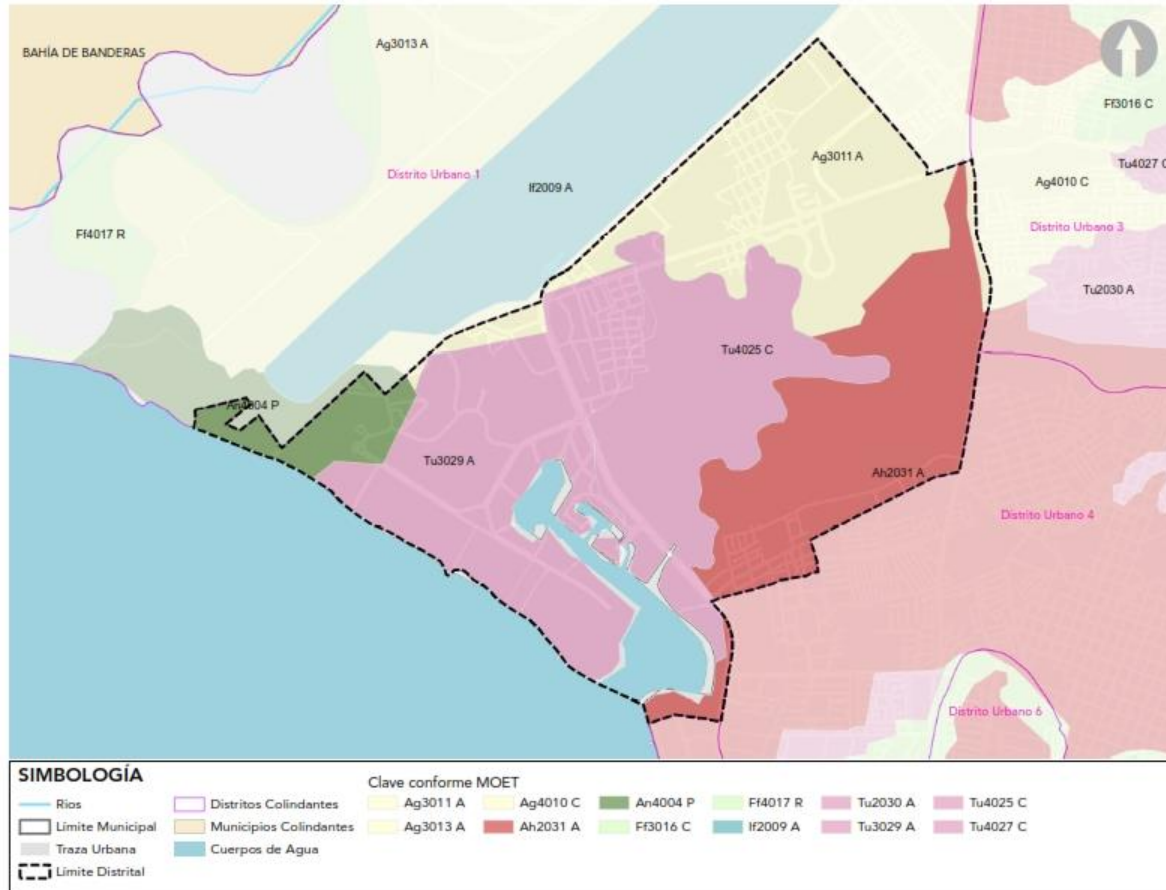 BAHÍA DE BANDERAS
Ag3013 A
Ff3016 C
Ag3011 A
Tu4027 C
Distrito Urbano 1
If2009 A
Ag4010 C
Ff4017 R
Distrito Urbano 3
Tu2030 A
Tu4025 C
An4004 P
Tu3029 A
Ah2031 A
Distrito Urbano 4
Distrito Urbano 6
SIMBOLOGÍA
Ríos
Límite Municipal
Traza Urbana
Límite Distrital
Distritos Colindantes
Municipios Colindantes
Cuerpos de Agua
Clave conforme MOET
Ag3011 A
Ag4010 C
An4004 P
Ff4017 R
Tu2030 A
Tu4025 C
Ag3013 A
Ah2031 A
Ff3016 C
If2009 A
Tu3029 A
Tu4027 C